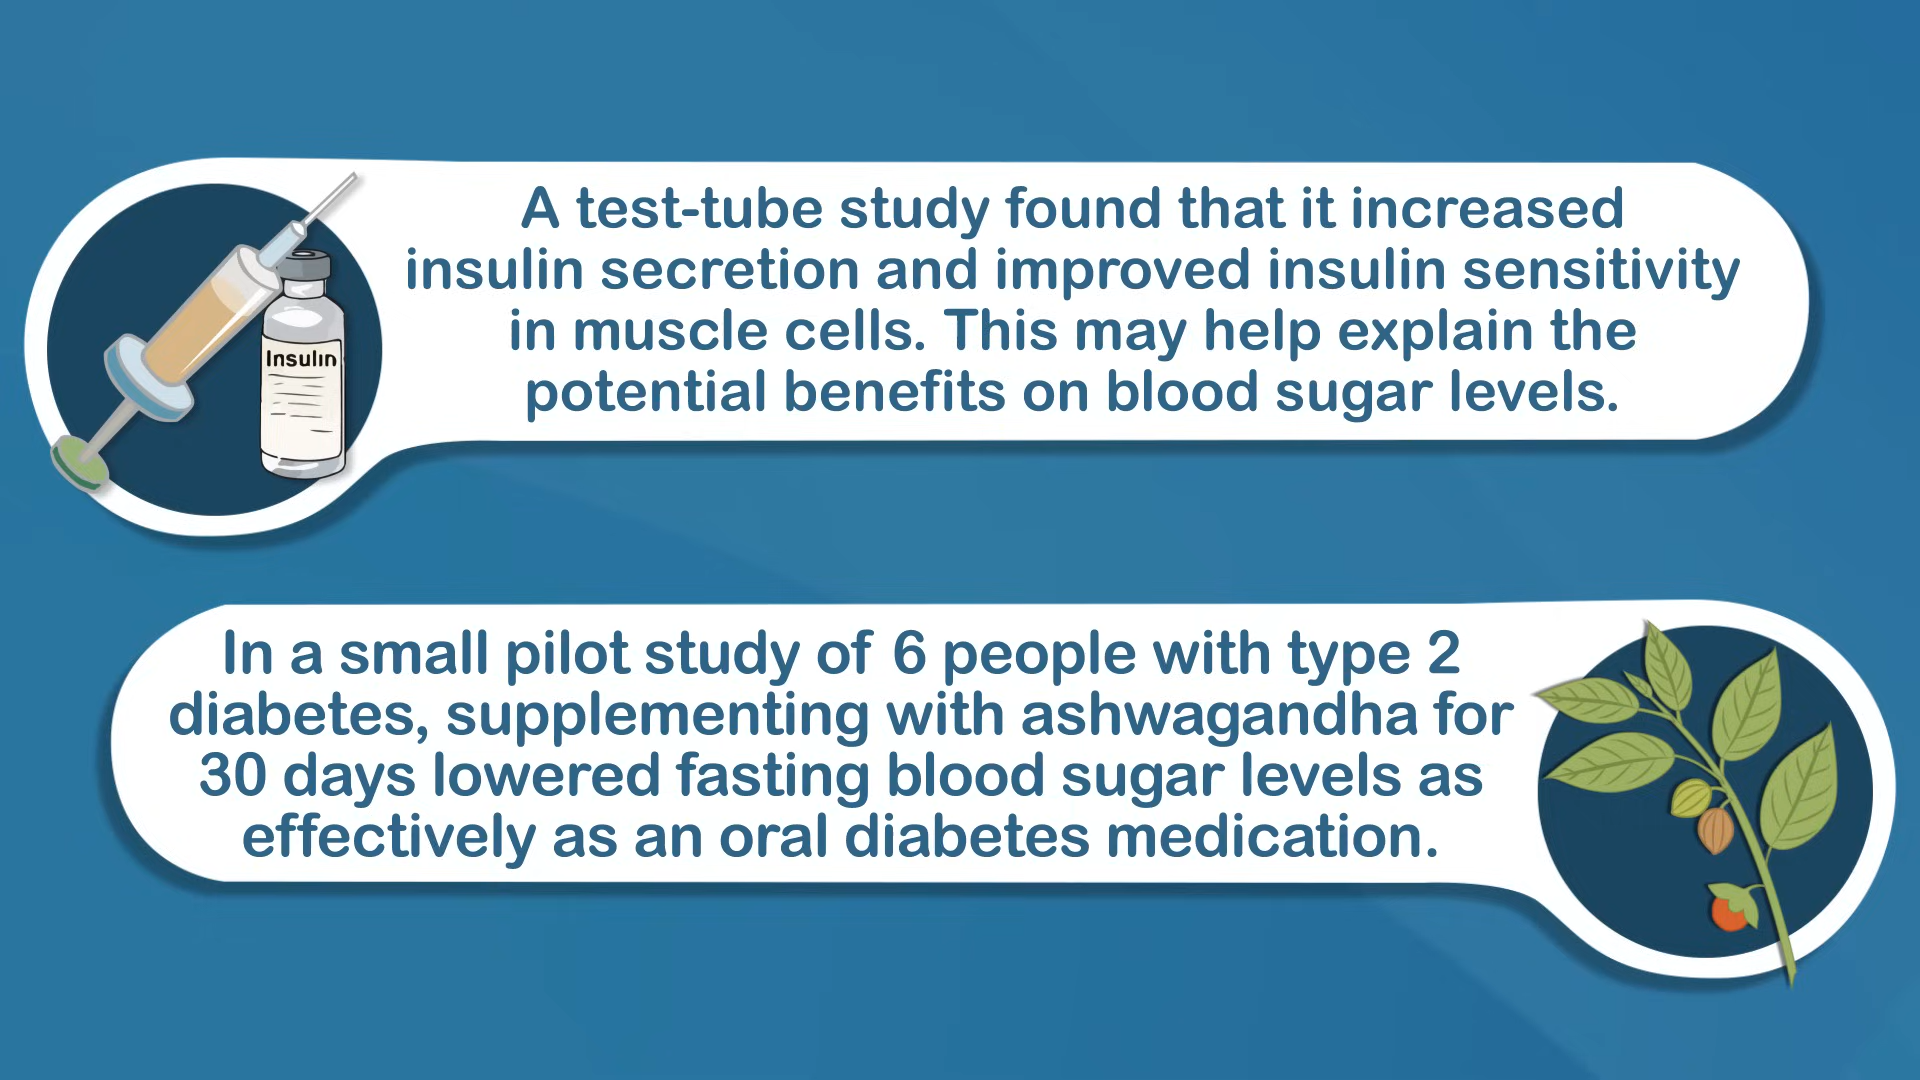 A test-tube study found that it increased
insulin secretion and improved insulin sensitivity
in muscle cells. This may help explain the
potential benefits on blood sugar levels.
Insulin
In a small pilot study of 6 people with type 2
diabetes, supplementing with ashwagandha for
30 days lowered fasting blood sugar levels as
effectively as an oral diabetes medication.